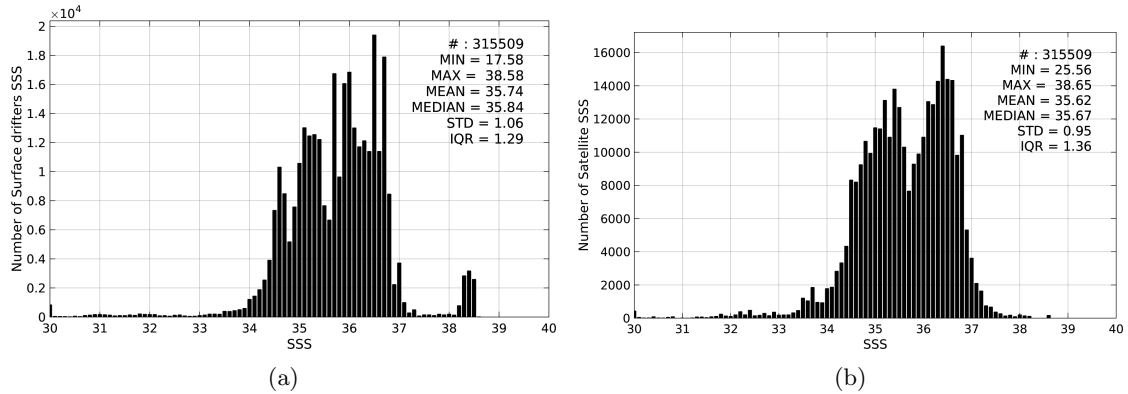 ×10⁴
2
1.8
1.6
1.4
1.2
1.0
0.8
0.6
0.4
0.2
0
Number of Surface drifters SSS
# : 315509
MIN = 17.58
MAX = 38.58
MEAN = 35.74
MEDIAN = 35.84
STD = 1.06
IQR = 1.29
30 31 32 33 34 35 36 37 38 39 40
SSS
(a)
16000
14000
12000
10000
8000
6000
4000
2000
0
Number of Satellite SSS
# : 315509
MIN = 25.56
MAX = 38.65
MEAN = 35.62
MEDIAN = 35.67
STD = 0.95
IQR = 1.36
30 31 32 33 34 35 36 37 38 39 40
SSS
(b)